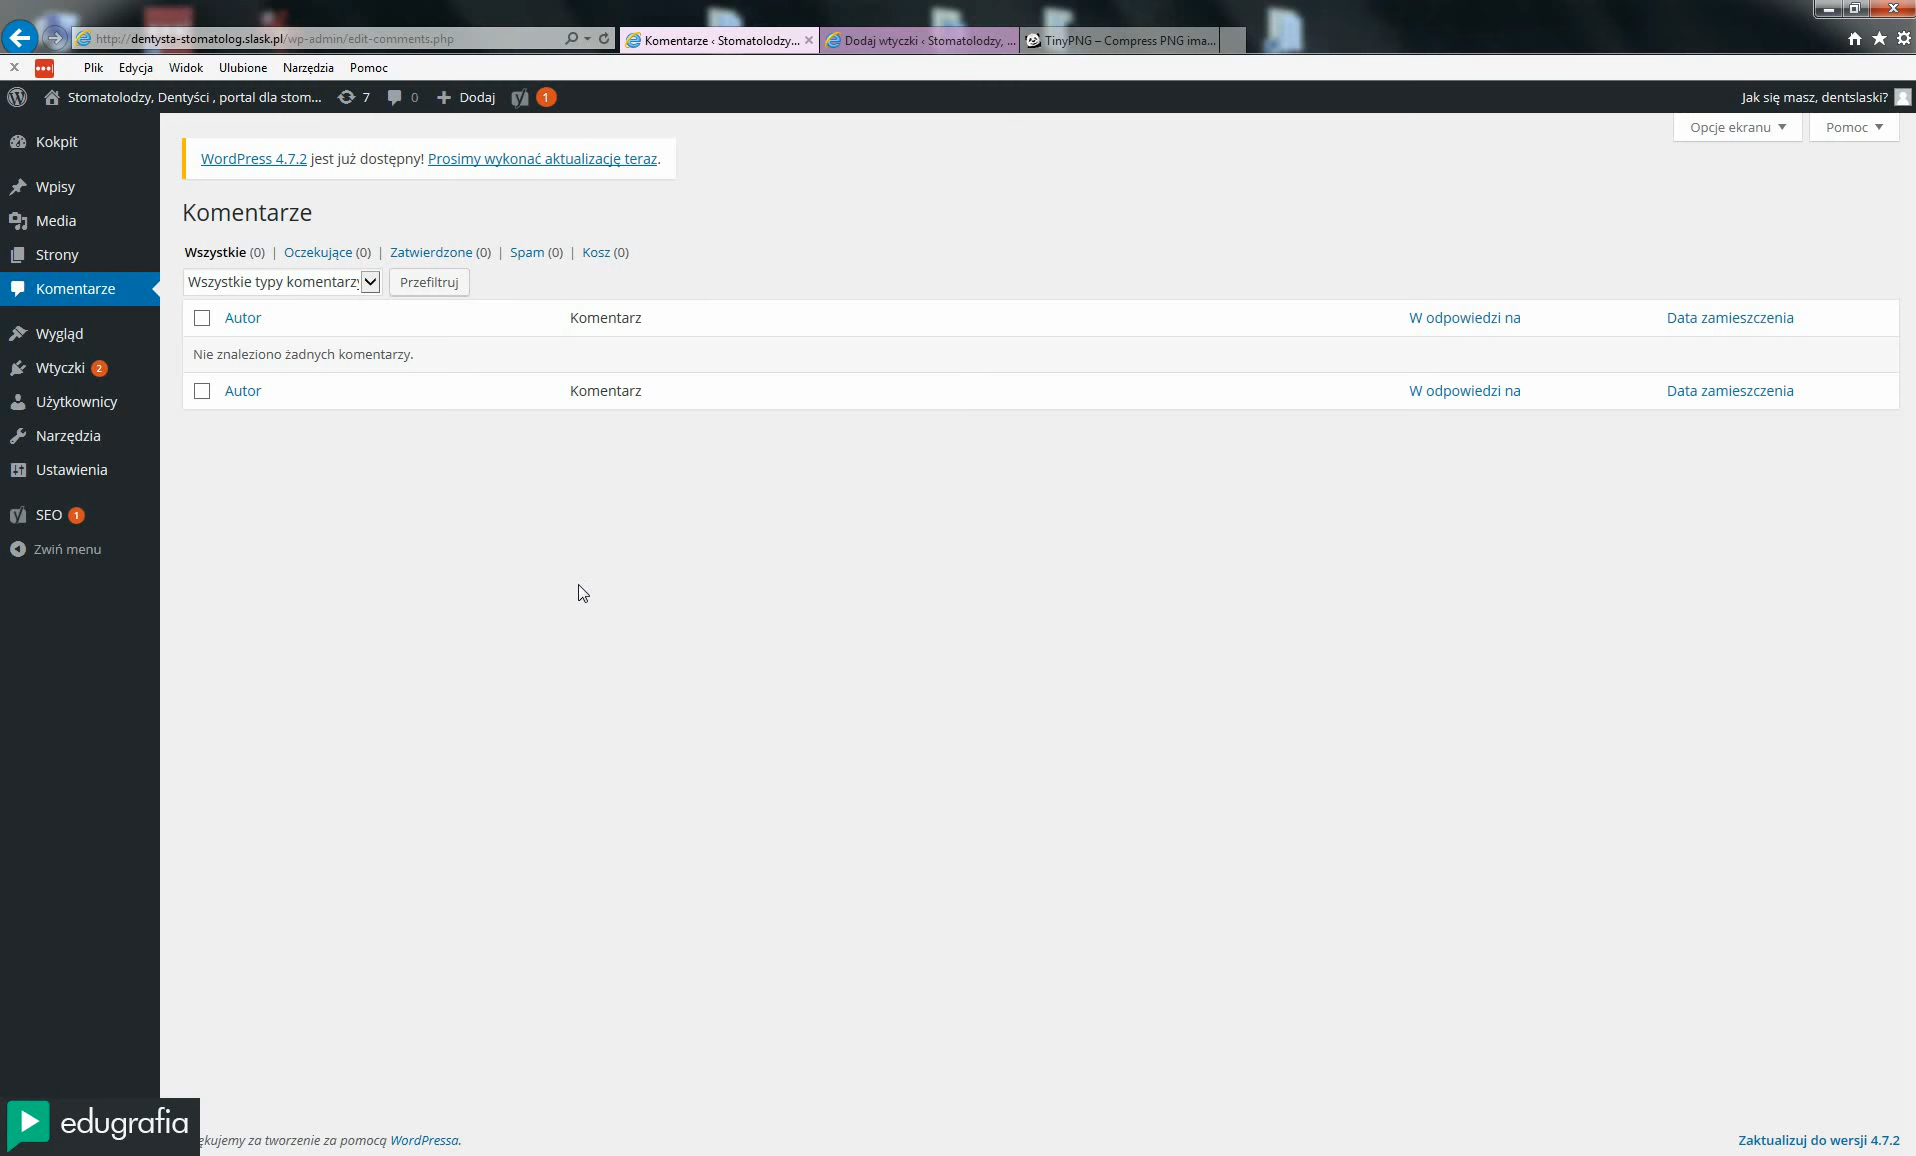 http://dentysta-stomatolog.slask.pl/wp-admin/edit-comments.php
Komentarze ‹ Stomatolodzy...
Dodaj wtyczki ‹ Stomatolodzy, ...
TinyPNG – Compress PNG ima...
Plik Edycja Widok Ulubione Narzędzia Pomoc
Stomatolodzy, Dentyści , portal dla stom... 7 0 Dodaj 1
Jak się masz, dentslaski?
Opcje ekranu Pomoc
Kokpit
Wpisy
Media
Strony
Komentarze
Wygląd
Wtyczki 2
Użytkownicy
Narzędzia
Ustawienia
SEO 1
Zwiń menu
WordPress 4.7.2 jest już dostępny! Prosimy wykonać aktualizację teraz.
Komentarze
Wszystkie (0) | Oczekujące (0) | Zatwierdzone (0) | Spam (0) | Kosz (0)
Wszystkie typy komentarzy Przefiltruj
Autor Komentarz W odpowiedzi na Data zamieszczenia
Nie znaleziono żadnych komentarzy.
Autor Komentarz W odpowiedzi na Data zamieszczenia
edugrafia
ękujemy za tworzenie za pomocą WordPressa.
Zaktualizuj do wersji 4.7.2